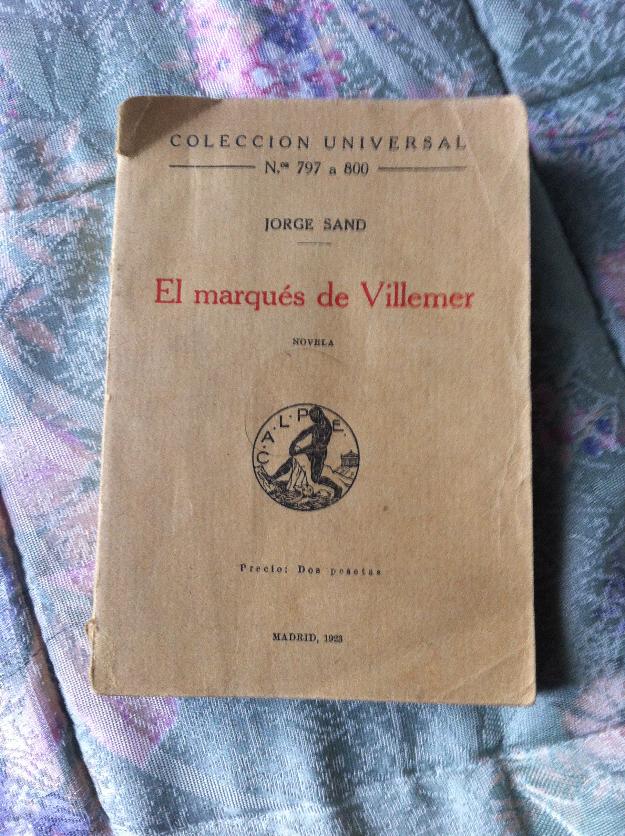 COLECCION UNIVERSAL
N.os 797 a 800
JORGE SAND
El marqués de Villemer
NOVELA
C.A.L.P.E.
Precio: Dos pesetas
MADRID, 1923